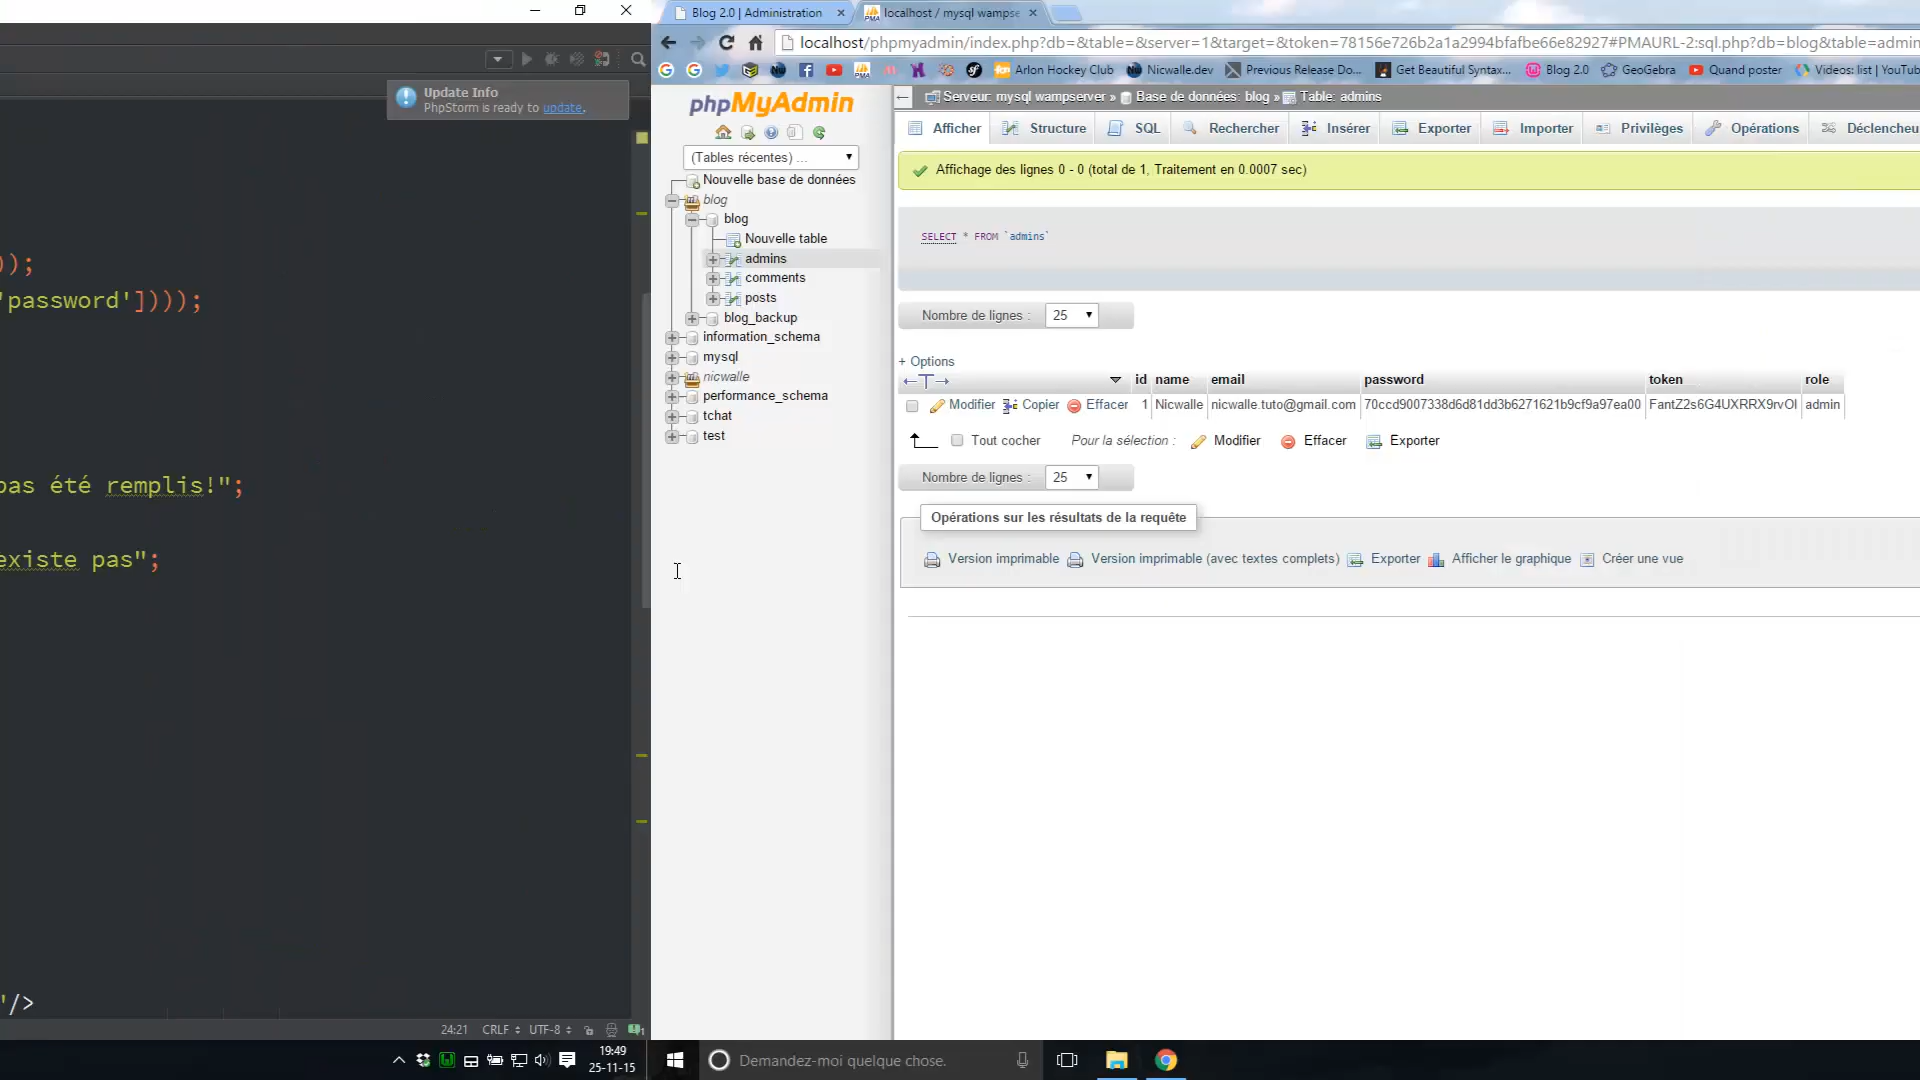 Update Info
PhpStorm is ready to update.
));
'password'])));
pas été remplis!";
existe pas";
'/>
24:21 CRLF UTF-8
19:49
25-11-15
Blog 2.0 | Administration
localhost / mysql wampse
localhost/phpmyadmin/index.php?db=&table=&server=1&target=&token=78156e726b2a1a2994bfafbe66e82927#PMAURL-2:sql.php?db=blog&table=admin
Arlon Hockey Club Nicwalle.dev Previous Release Do... Get Beautiful Syntax... Blog 2.0 GeoGebra Quand poster Videos: list | YouTub
phpMyAdmin
(Tables récentes) ...
Nouvelle base de données
blog
blog
Nouvelle table
admins
comments
posts
blog_backup
information_schema
mysql
nicwalle
performance_schema
tchat
test
Serveur: mysql wampserver » Base de données: blog » Table: admins
Afficher Structure SQL Rechercher Insérer Exporter Importer Privilèges Opérations Déclencheu
Affichage des lignes 0 - 0 (total de 1, Traitement en 0.0007 sec)
SELECT * FROM `admins`
Nombre de lignes : 25
+ Options
id name email password token role
Modifier Copier Effacer 1 Nicwalle nicwalle.tuto@gmail.com 70ccd9007338d6d81dd3b6271621b9cf9a97ea00 FantZ2s6G4UXRRX9rvOl admin
Tout cocher Pour la sélection : Modifier Effacer Exporter
Nombre de lignes : 25
Opérations sur les résultats de la requête
Version imprimable Version imprimable (avec textes complets) Exporter Afficher le graphique Créer une vue
Demandez-moi quelque chose.